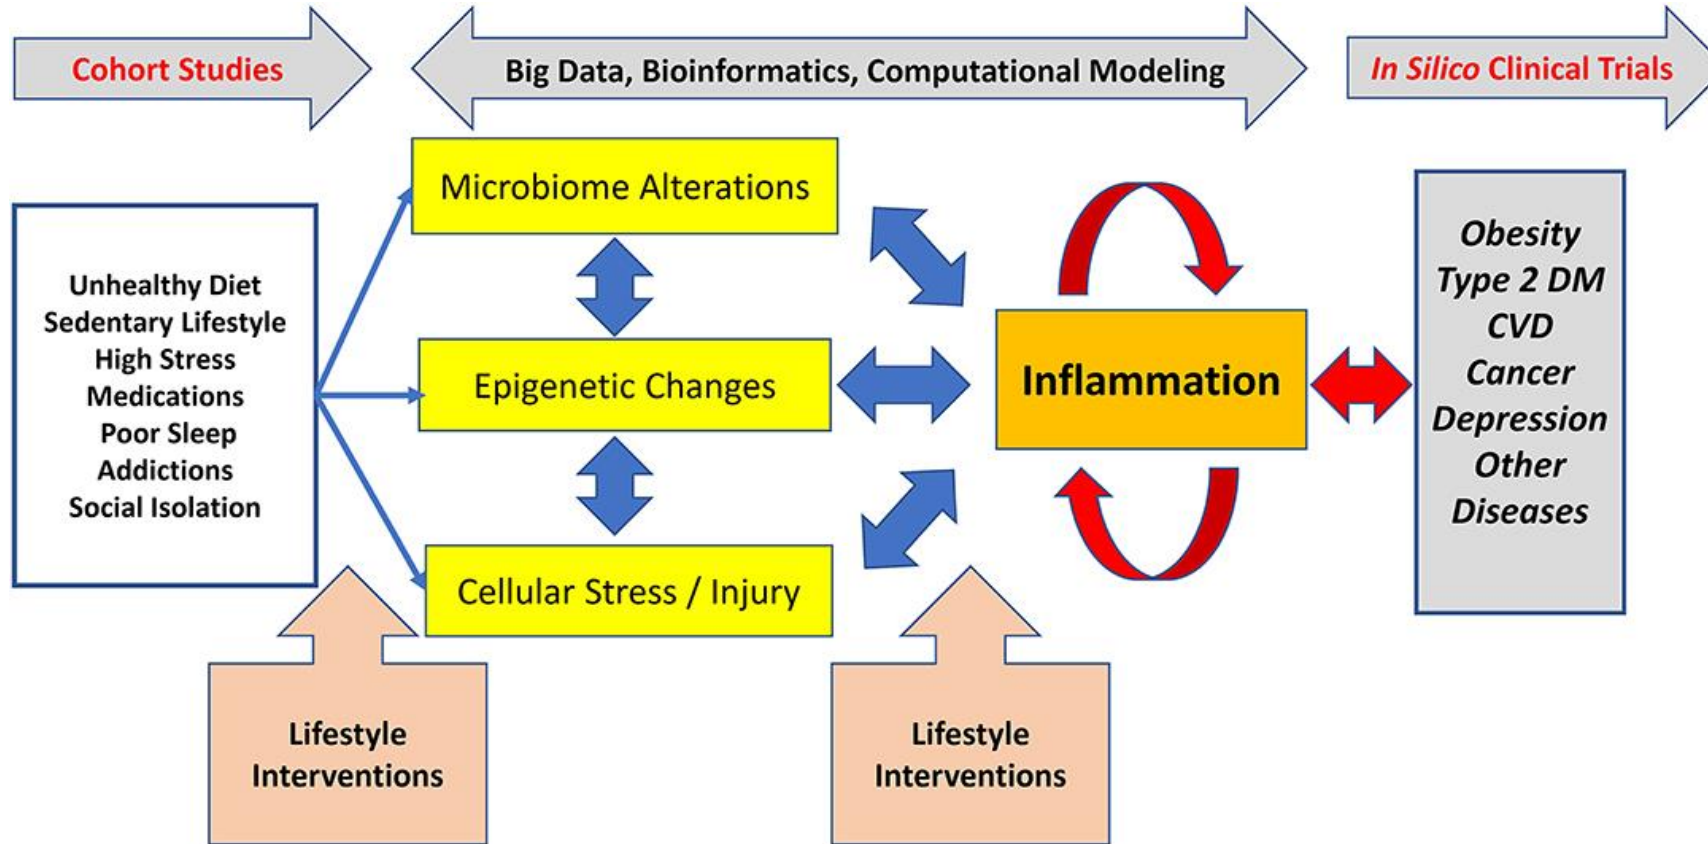 Cohort Studies
Big Data, Bioinformatics, Computational Modeling
In Silico Clinical Trials
Unhealthy Diet
Sedentary Lifestyle
High Stress
Medications
Poor Sleep
Addictions
Social Isolation
Microbiome Alterations
Epigenetic Changes
Cellular Stress / Injury
Inflammation
Obesity
Type 2 DM
CVD
Cancer
Depression
Other
Diseases
Lifestyle
Interventions
Lifestyle
Interventions